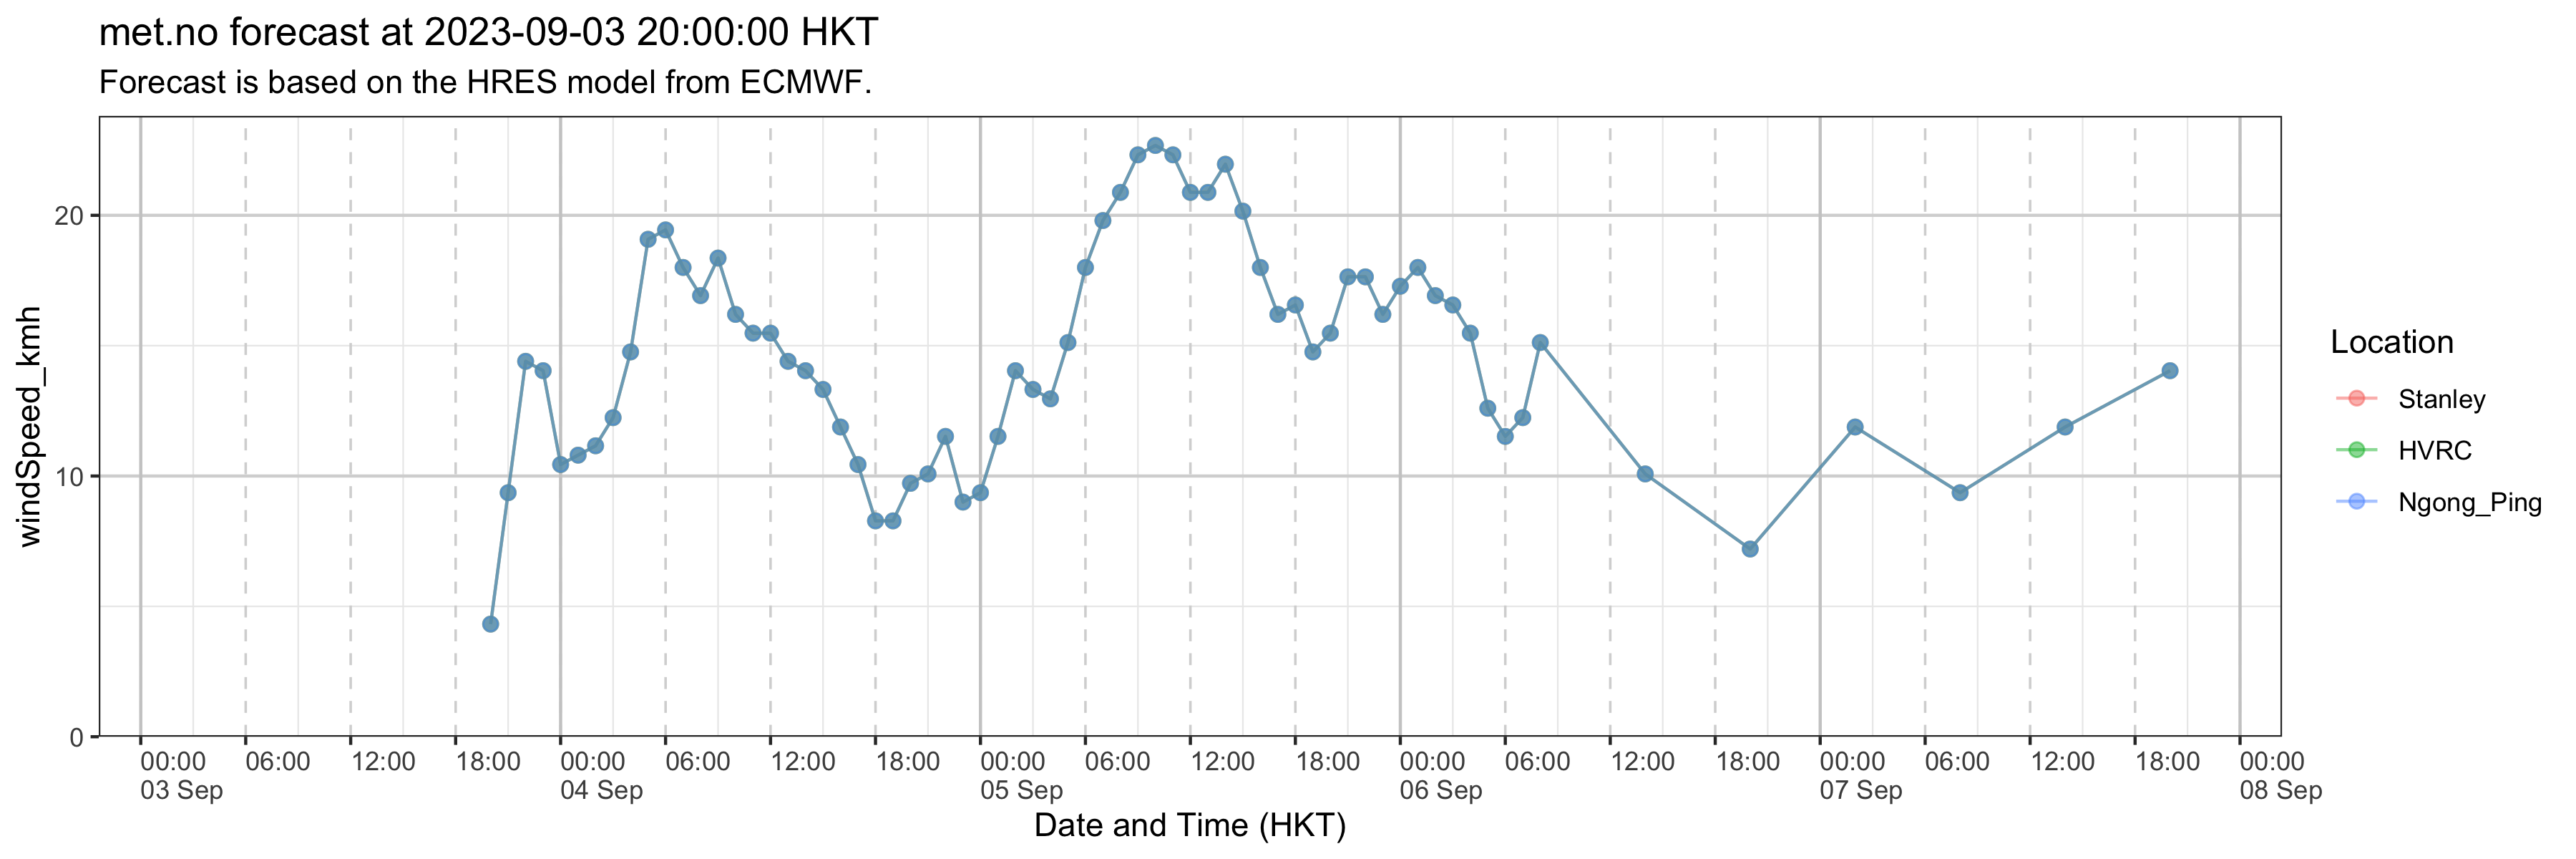 met.no forecast at 2023-09-03 20:00:00 HKT
Forecast is based on the HRES model from ECMWF.
windSpeed_kmh
20
10
0
00:00 06:00 12:00 18:00 00:00 06:00 12:00 18:00 00:00 06:00 12:00 18:00 00:00 06:00 12:00 18:00 00:00 06:00 12:00 18:00 00:00
03 Sep 04 Sep 05 Sep 06 Sep 07 Sep 08 Sep
Date and Time (HKT)
Location
Stanley
HVRC
Ngong_Ping